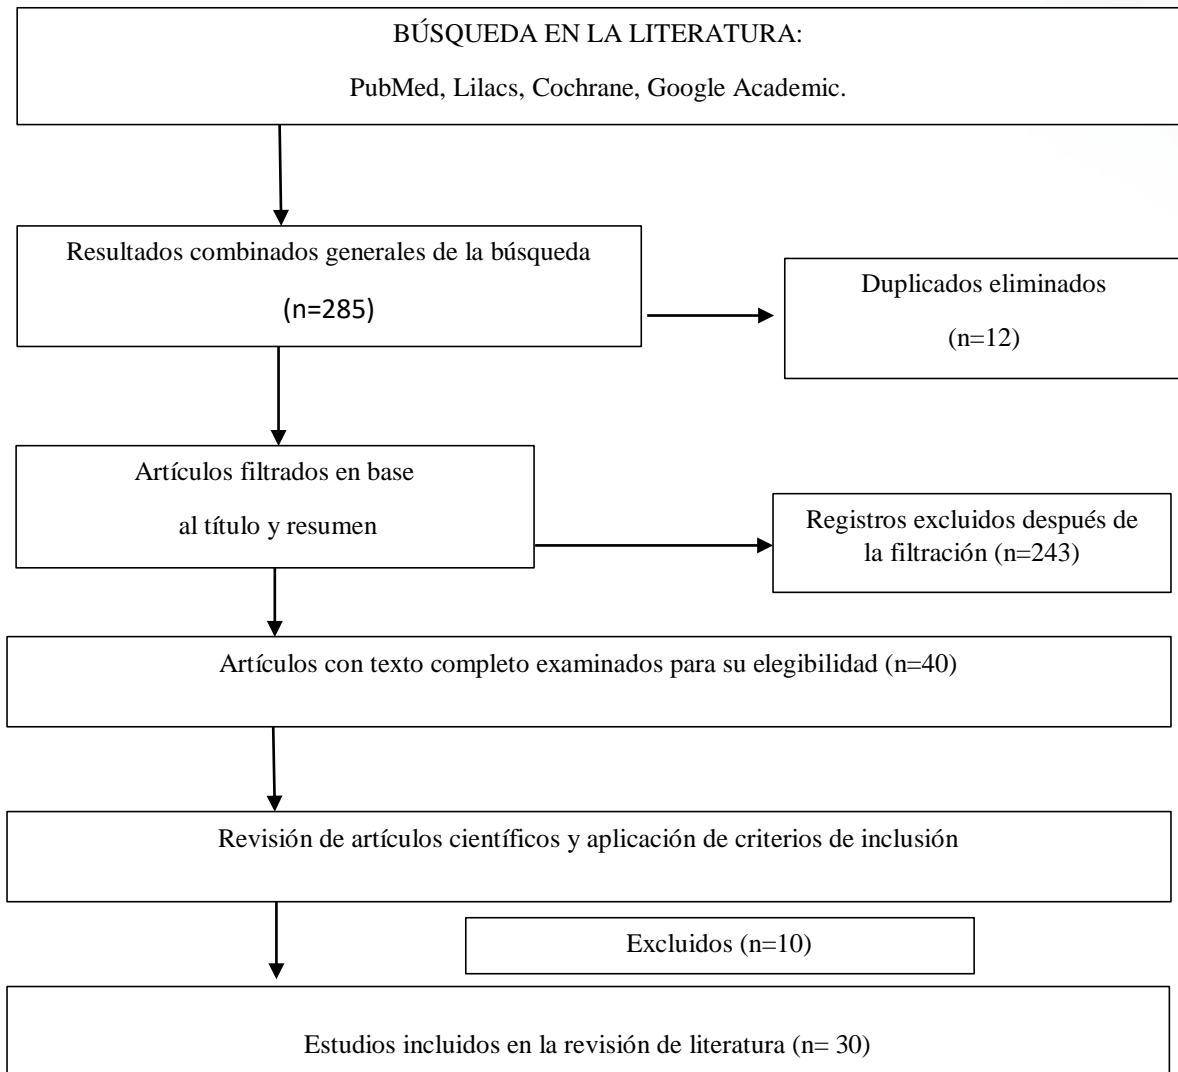 BÚSQUEDA EN LA LITERATURA:
PubMed, Lilacs, Cochrane, Google Academic.
Resultados combinados generales de la búsqueda
(n=285)
Duplicados eliminados
(n=12)
Artículos filtrados en base
al título y resumen
Registros excluidos después de
la filtración (n=243)
Artículos con texto completo examinados para su elegibilidad (n=40)
Revisión de artículos científicos y aplicación de criterios de inclusión
Excluidos (n=10)
Estudios incluidos en la revisión de literatura (n= 30)